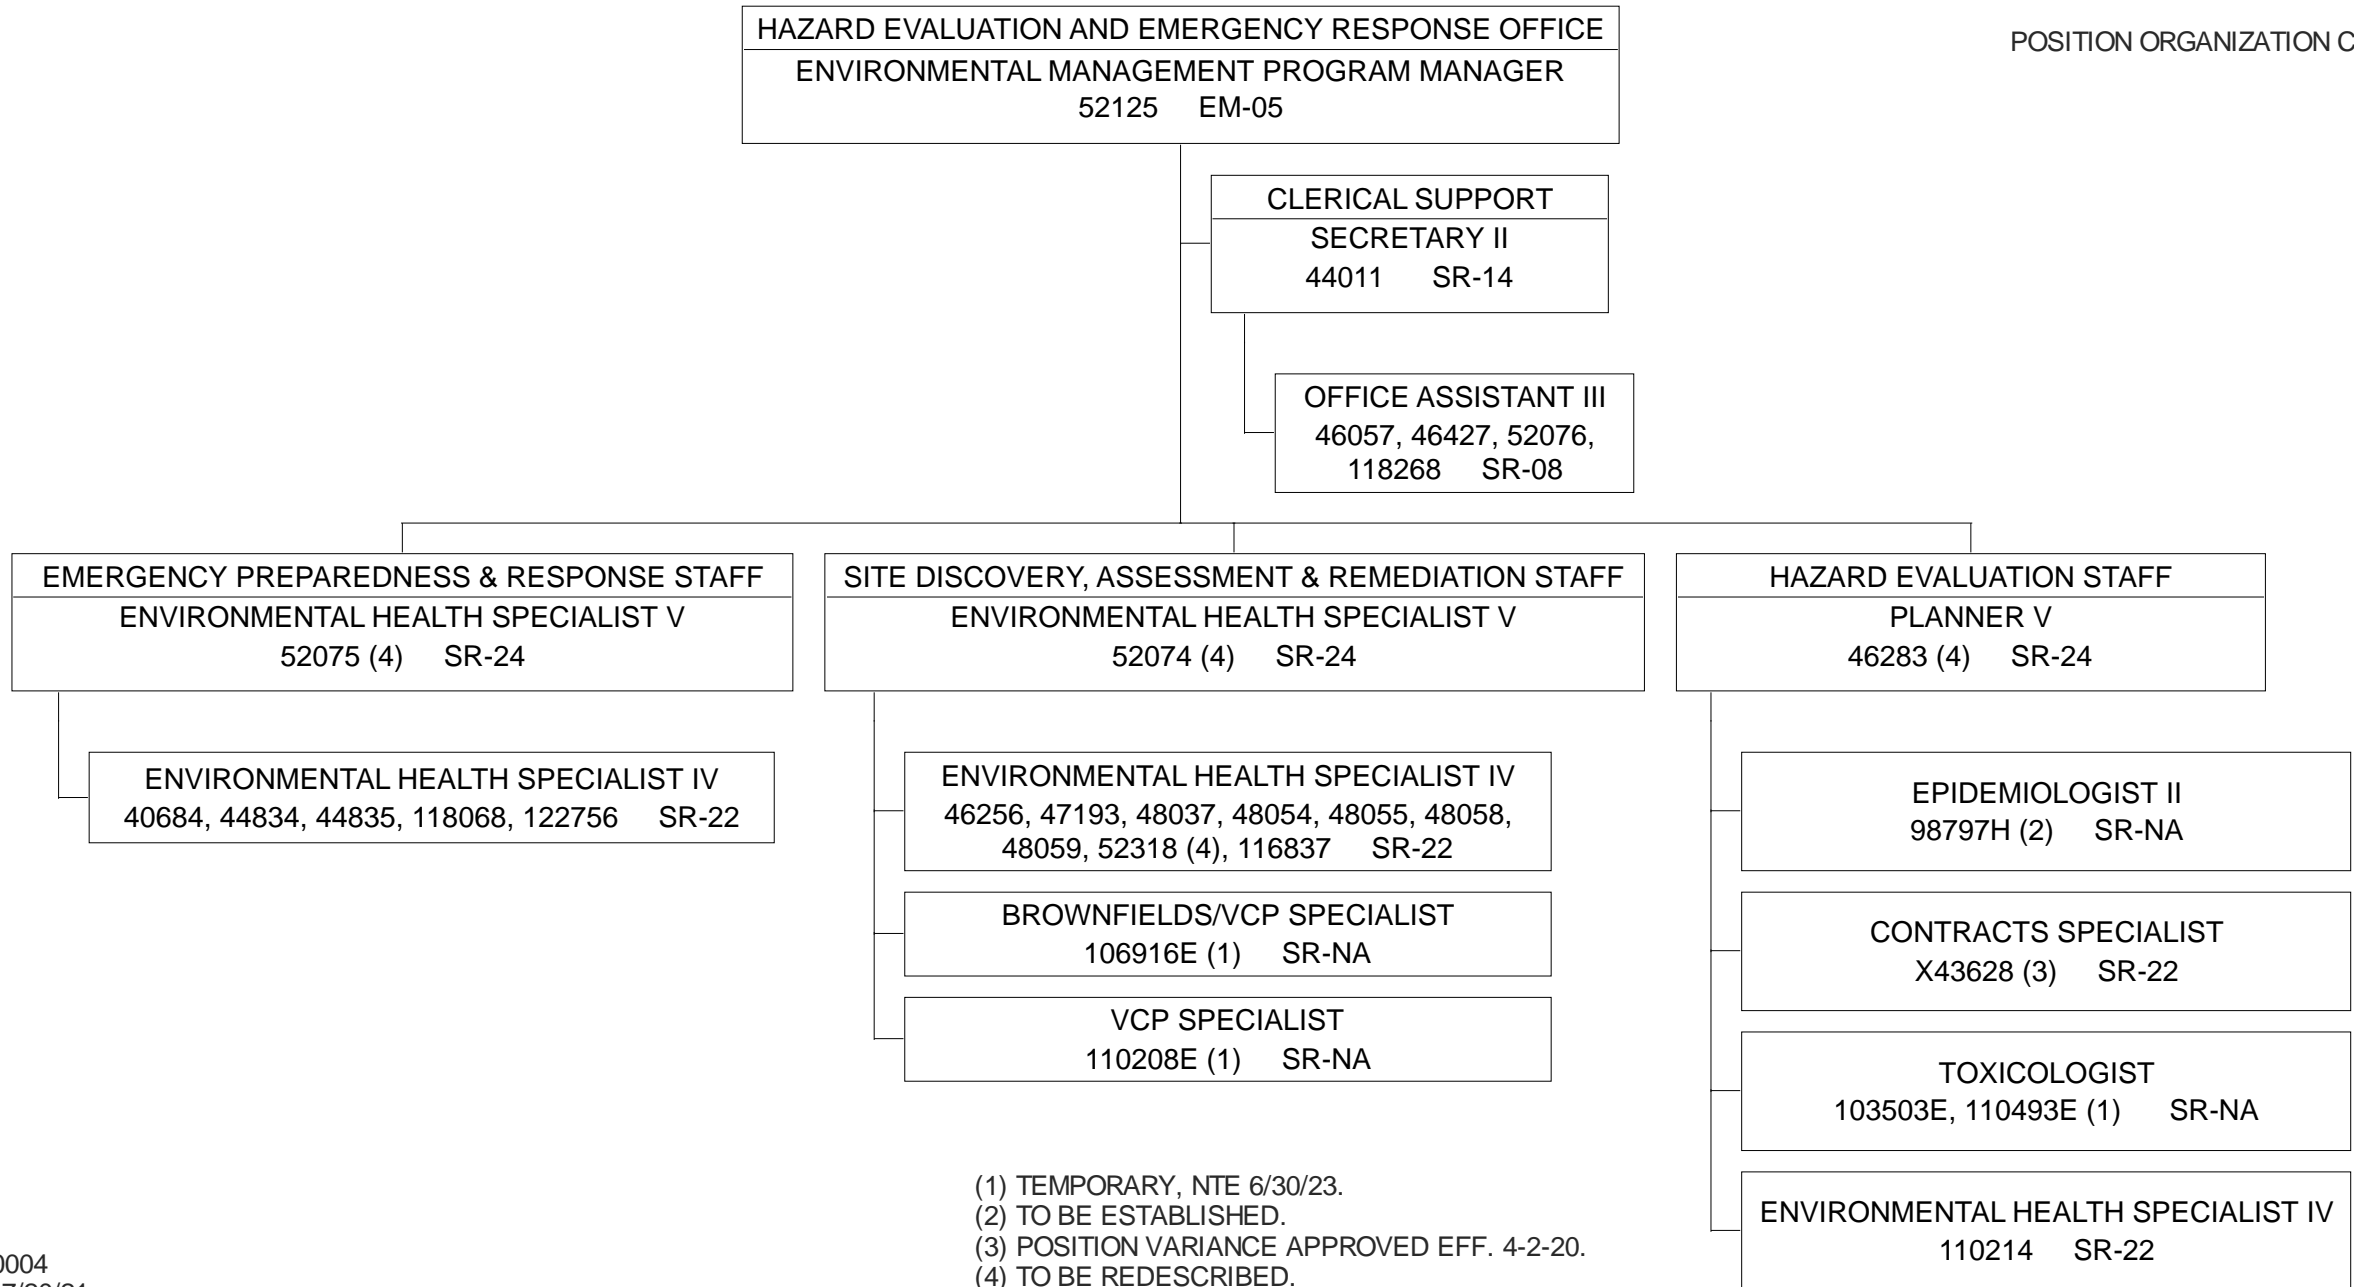 HAZARD EVALUATION AND EMERGENCY RESPONSE OFFICE
ENVIRONMENTAL MANAGEMENT PROGRAM MANAGER
52125 EM-05
POSITION ORGANIZATION C
CLERICAL SUPPORT
SECRETARY II
44011 SR-14
OFFICE ASSISTANT III
46057, 46427, 52076,
118268 SR-08
EMERGENCY PREPAREDNESS & RESPONSE STAFF
ENVIRONMENTAL HEALTH SPECIALIST V
52075 (4) SR-24
ENVIRONMENTAL HEALTH SPECIALIST IV
40684, 44834, 44835, 118068, 122756 SR-22
SITE DISCOVERY, ASSESSMENT & REMEDIATION STAFF
ENVIRONMENTAL HEALTH SPECIALIST V
52074 (4) SR-24
ENVIRONMENTAL HEALTH SPECIALIST IV
46256, 47193, 48037, 48054, 48055, 48058,
48059, 52318 (4), 116837 SR-22
BROWNFIELDS/VCP SPECIALIST
106916E (1) SR-NA
VCP SPECIALIST
110208E (1) SR-NA
HAZARD EVALUATION STAFF
PLANNER V
46283 (4) SR-24
EPIDEMIOLOGIST II
98797H (2) SR-NA
CONTRACTS SPECIALIST
X43628 (3) SR-22
TOXICOLOGIST
103503E, 110493E (1) SR-NA
ENVIRONMENTAL HEALTH SPECIALIST IV
110214 SR-22
(1) TEMPORARY, NTE 6/30/23.
(2) TO BE ESTABLISHED.
(3) POSITION VARIANCE APPROVED EFF. 4-2-20.
(4) TO BE REDESCRIBED.
0004